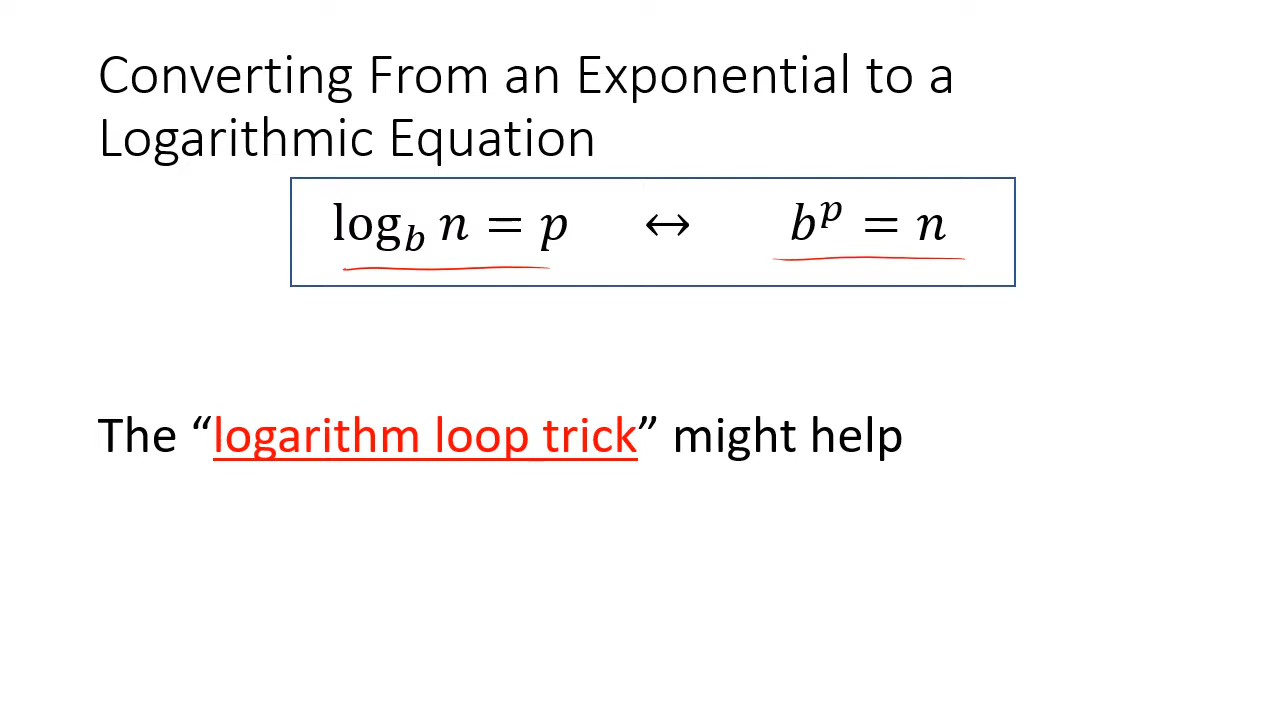 Converting From an Exponential to a
Logarithmic Equation
log_b n = p ↔ b^p = n
The “logarithm loop trick” might help